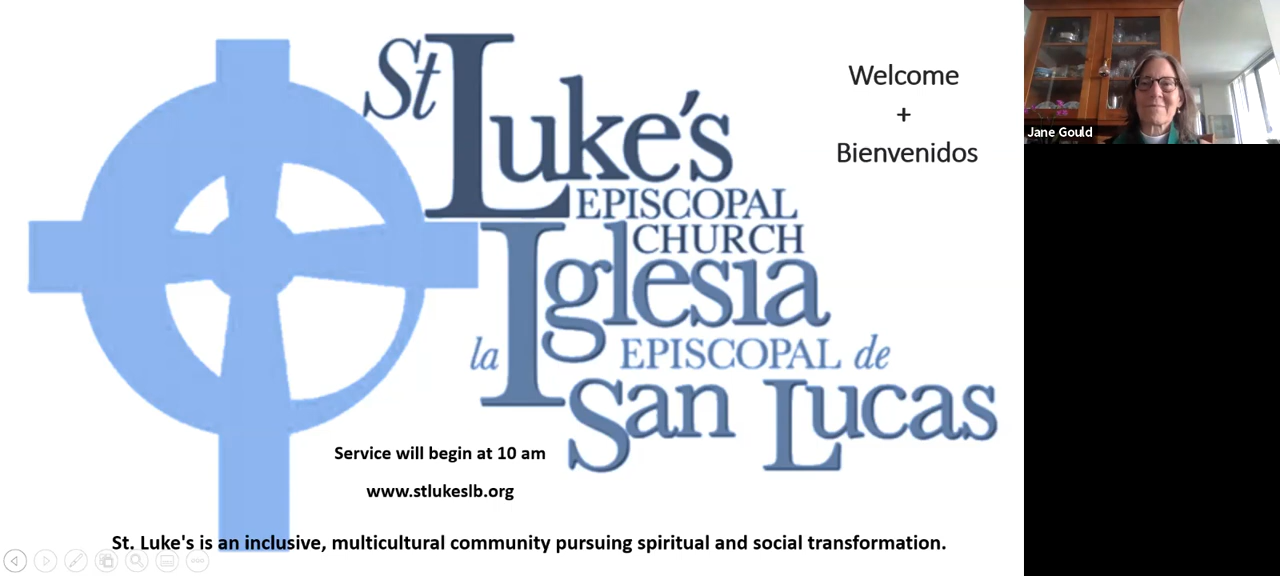 St Luke's
EPISCOPAL
CHURCH
la Iglesia
EPISCOPAL de
San Lucas
Welcome
+
Bienvenidos
Jane Gould
Service will begin at 10 am
www.stlukeslb.org
St. Luke's is an inclusive, multicultural community pursuing spiritual and social transformation.